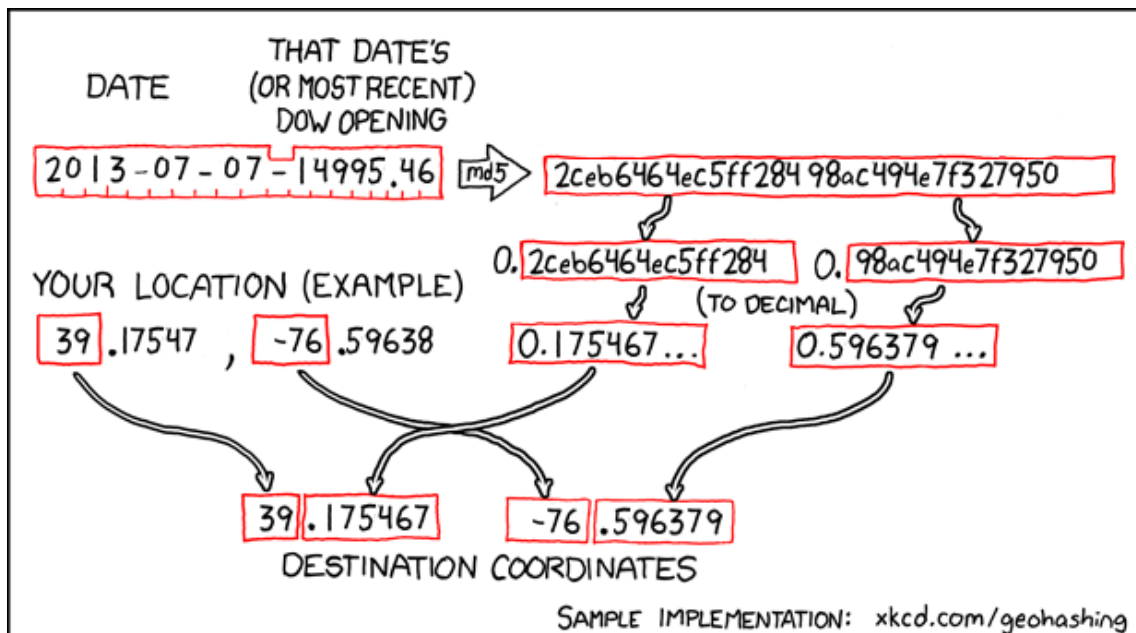 THAT DATE'S
DATE (OR MOST RECENT)
DOW OPENING
2013-07-07-14995.46 md5 2ceb6464ec5ff28498ac494e7f327950
0.2ceb6464ec5ff284 0.98ac494e7f327950
YOUR LOCATION (EXAMPLE) (TO DECIMAL)
39.17547, -76.59638 0.175467... 0.596379...
39.175467 -76.596379
DESTINATION COORDINATES
SAMPLE IMPLEMENTATION: xkcd.com/geohashing